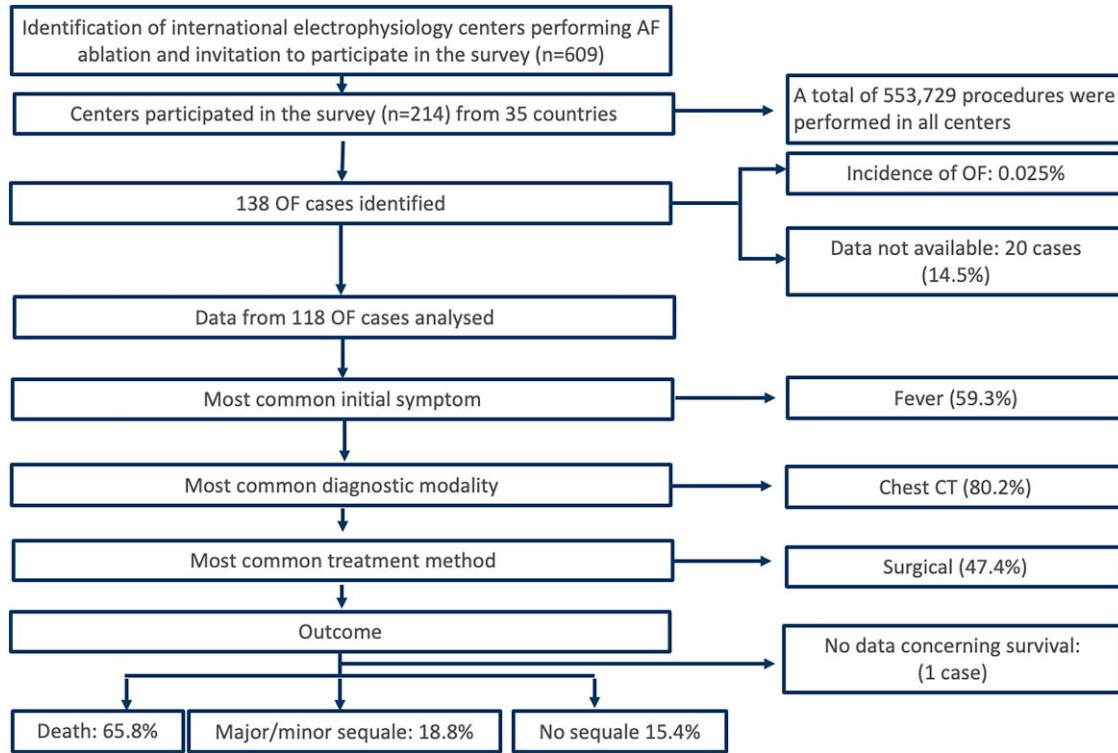 Identification of international electrophysiology centers performing AF
ablation and invitation to participate in the survey (n=609)
Centers participated in the survey (n=214) from 35 countries
A total of 553,729 procedures were
performed in all centers
Incidence of OF: 0.025%
138 OF cases identified
Data not available: 20 cases
(14.5%)
Data from 118 OF cases analysed
Most common initial symptom
Fever (59.3%)
Most common diagnostic modality
Chest CT (80.2%)
Most common treatment method
Surgical (47.4%)
Outcome
No data concerning survival:
(1 case)
Death: 65.8%
Major/minor sequale: 18.8%
No sequale 15.4%